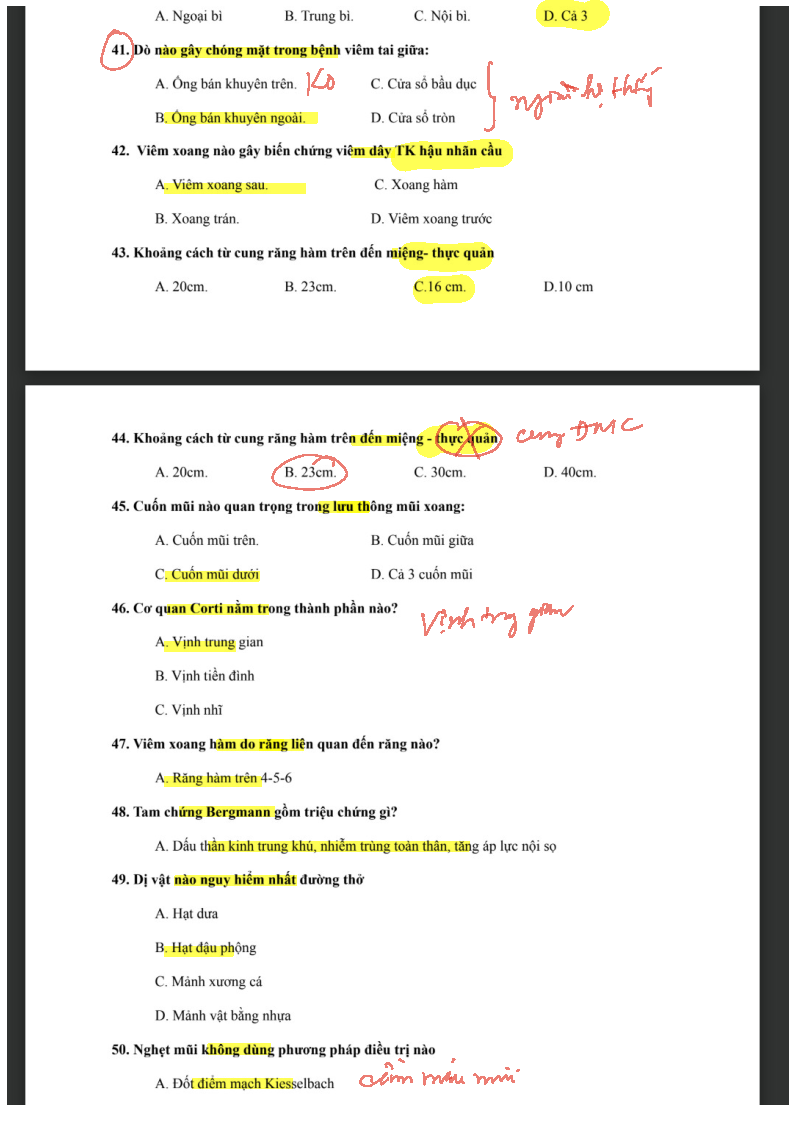 A. Ngoại bì B. Trung bì. C. Nội bì. D. Cả 3
41. Dò nào gây chóng mặt trong bệnh viêm tai giữa:
A. Ống bán khuyên trên. Ko C. Cửa sổ bầu dục
B. Ống bán khuyên ngoài. D. Cửa sổ tròn
42. Viêm xoang nào gây biến chứng viêm dây TK hậu nhãn cầu
A. Viêm xoang sau. C. Xoang hàm
B. Xoang trán. D. Viêm xoang trước
43. Khoảng cách từ cung răng hàm trên đến miệng- thực quản
A. 20cm. B. 23cm. C.16 cm. D.10 cm
44. Khoảng cách từ cung răng hàm trên đến miệng - thực quản cung ĐMC
A. 20cm. B. 23cm. C. 30cm. D. 40cm.
45. Cuốn mũi nào quan trọng trong lưu thông mũi xoang:
A. Cuốn mũi trên. B. Cuốn mũi giữa
C. Cuốn mũi dưới D. Cả 3 cuốn mũi
46. Cơ quan Corti nằm trong thành phần nào? Vịnh trg gian
A. Vịnh trung gian
B. Vịnh tiền đình
C. Vịnh nhĩ
47. Viêm xoang hàm do răng liên quan đến răng nào?
A. Răng hàm trên 4-5-6
48. Tam chứng Bergmann gồm triệu chứng gì?
A. Dấu thần kinh trung khú, nhiễm trùng toàn thân, tăng áp lực nội sọ
49. Dị vật nào nguy hiểm nhất đường thở
A. Hạt dưa
B. Hạt đậu phộng
C. Mảnh xương cá
D. Mảnh vật bằng nhựa
50. Nghẹt mũi không dùng phương pháp điều trị nào
A. Đốt điểm mạch Kiesselbach cầm máu mũi